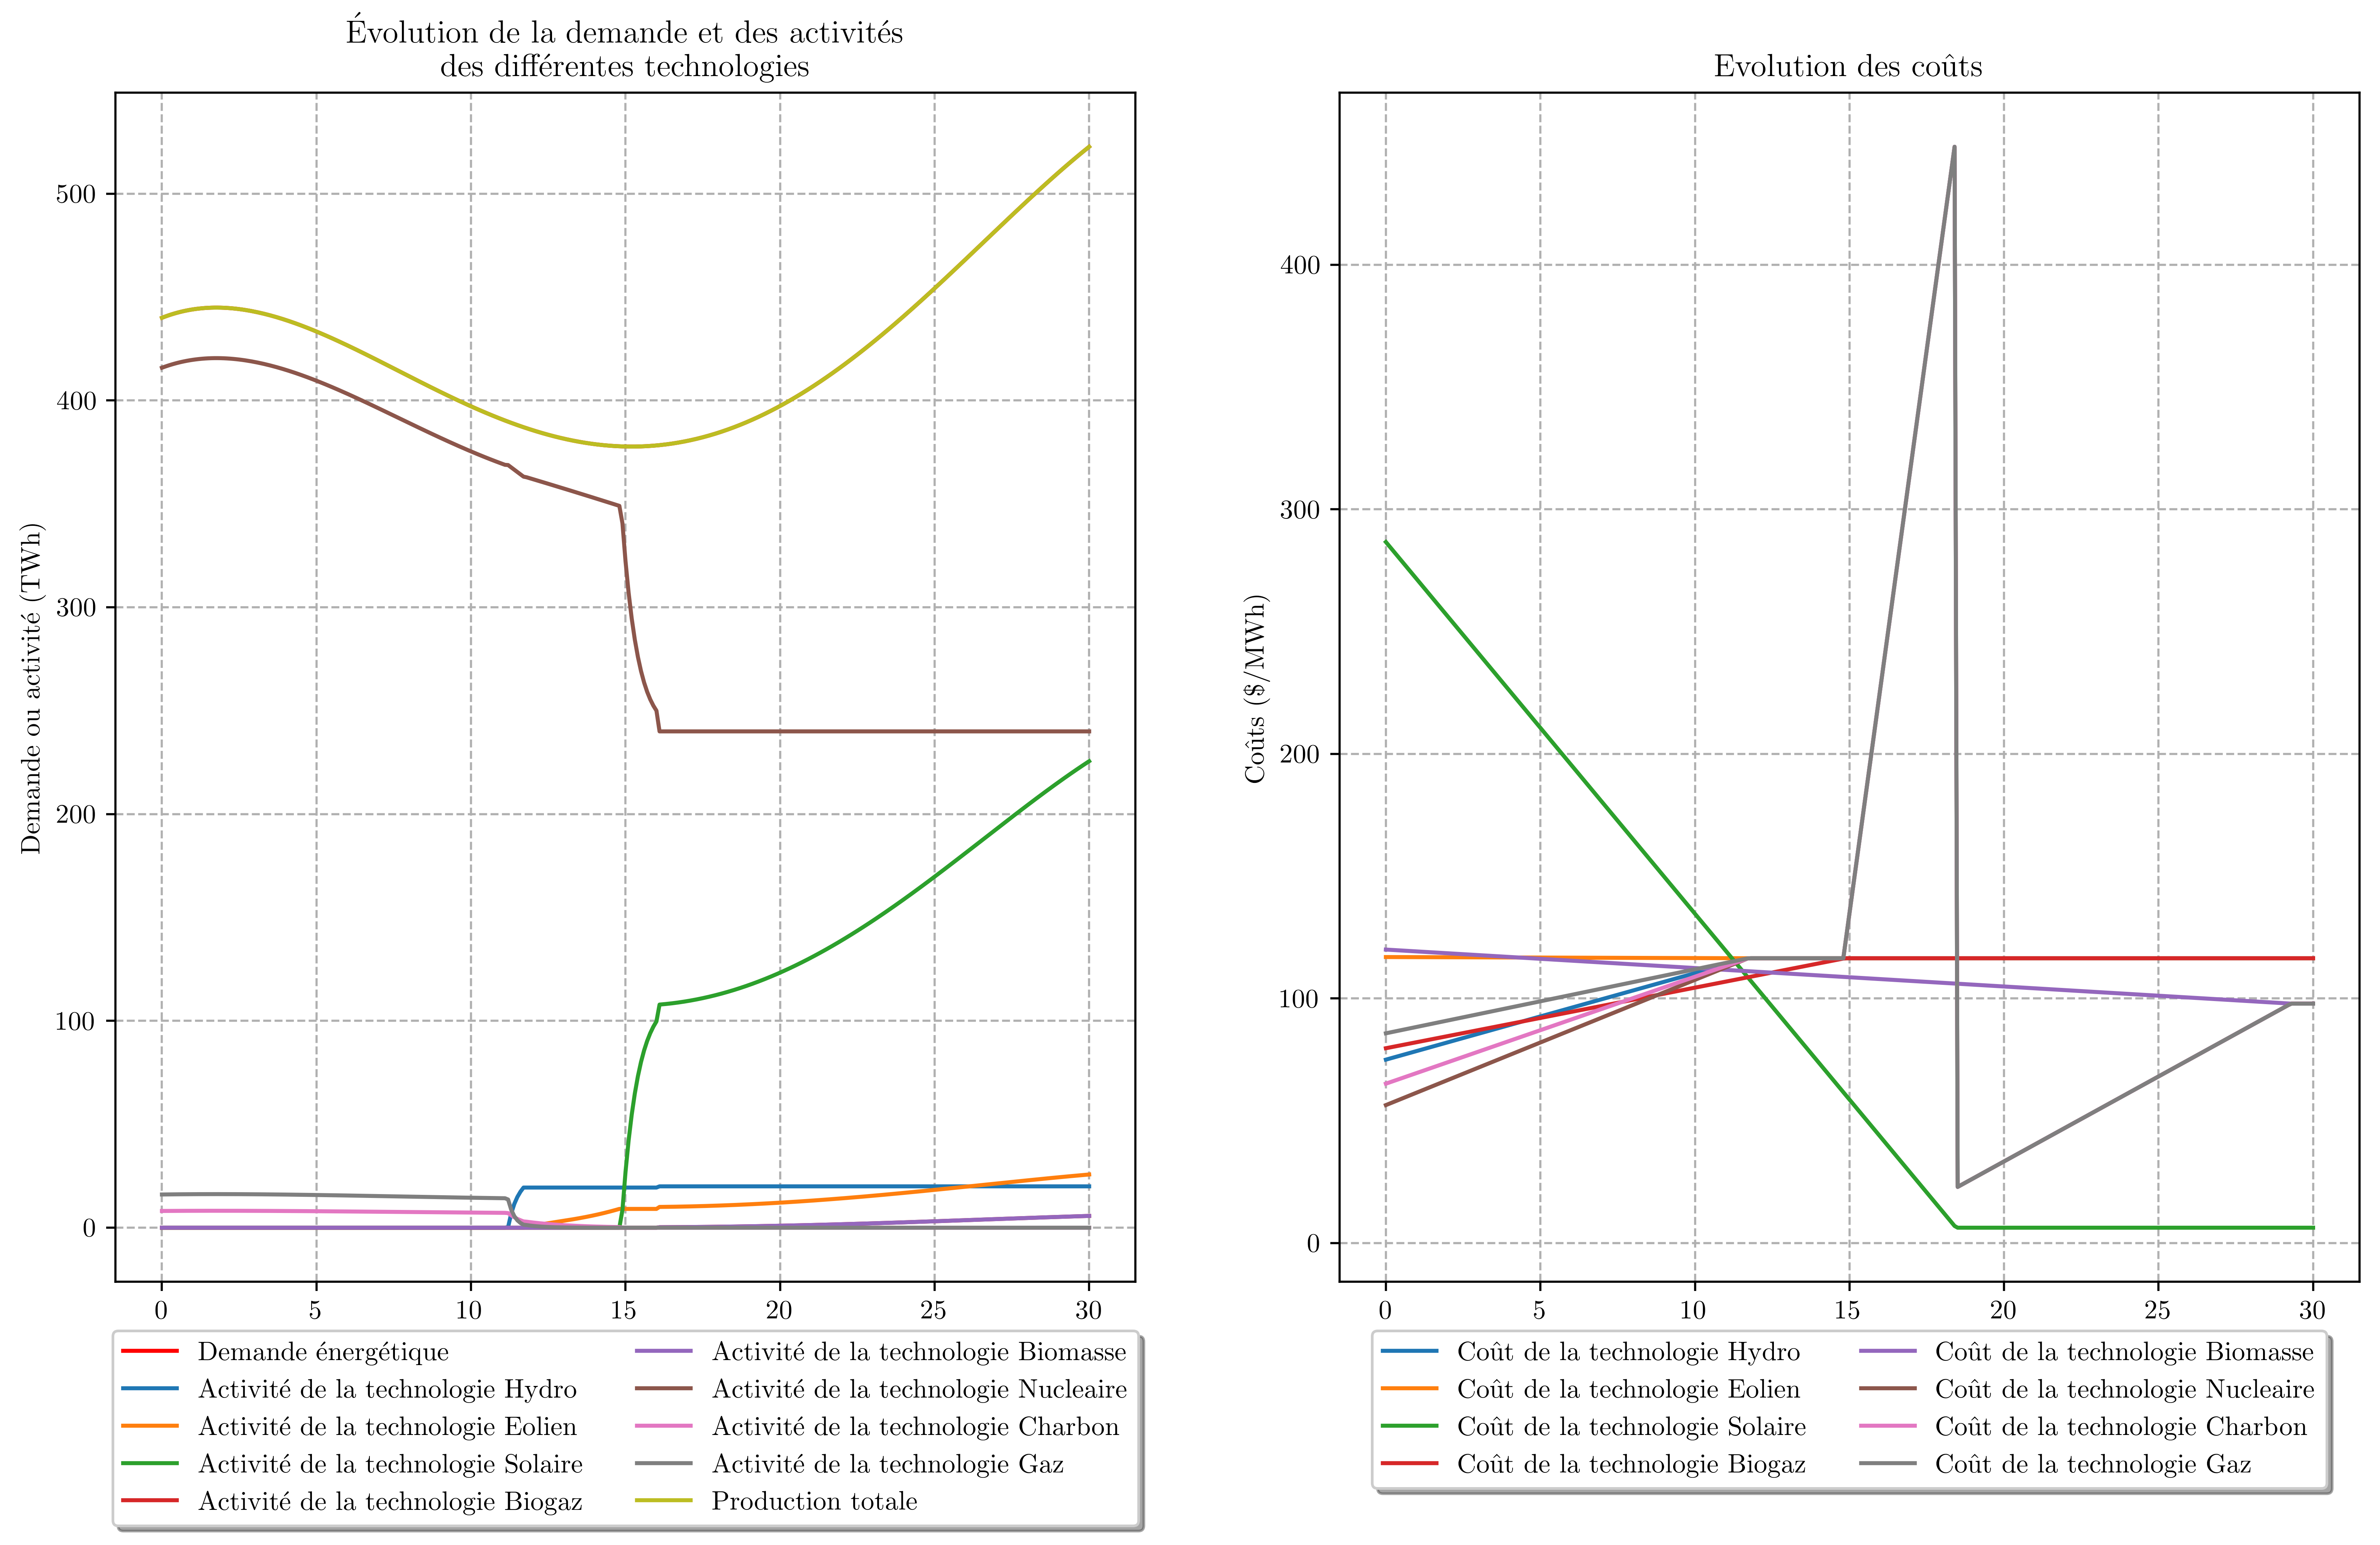 Évolution de la demande et des activités
des différentes technologies
Demande ou activité (TWh)
500
400
300
200
100
0
0 5 10 15 20 25 30
Demande énergétique
Activité de la technologie Hydro
Activité de la technologie Eolien
Activité de la technologie Solaire
Activité de la technologie Biogaz
Activité de la technologie Biomasse
Activité de la technologie Nucleaire
Activité de la technologie Charbon
Activité de la technologie Gaz
Production totale
Evolution des coûts
Coûts ($/MWh)
400
300
200
100
0
0 5 10 15 20 25 30
Coût de la technologie Hydro
Coût de la technologie Eolien
Coût de la technologie Solaire
Coût de la technologie Biogaz
Coût de la technologie Biomasse
Coût de la technologie Nucleaire
Coût de la technologie Charbon
Coût de la technologie Gaz